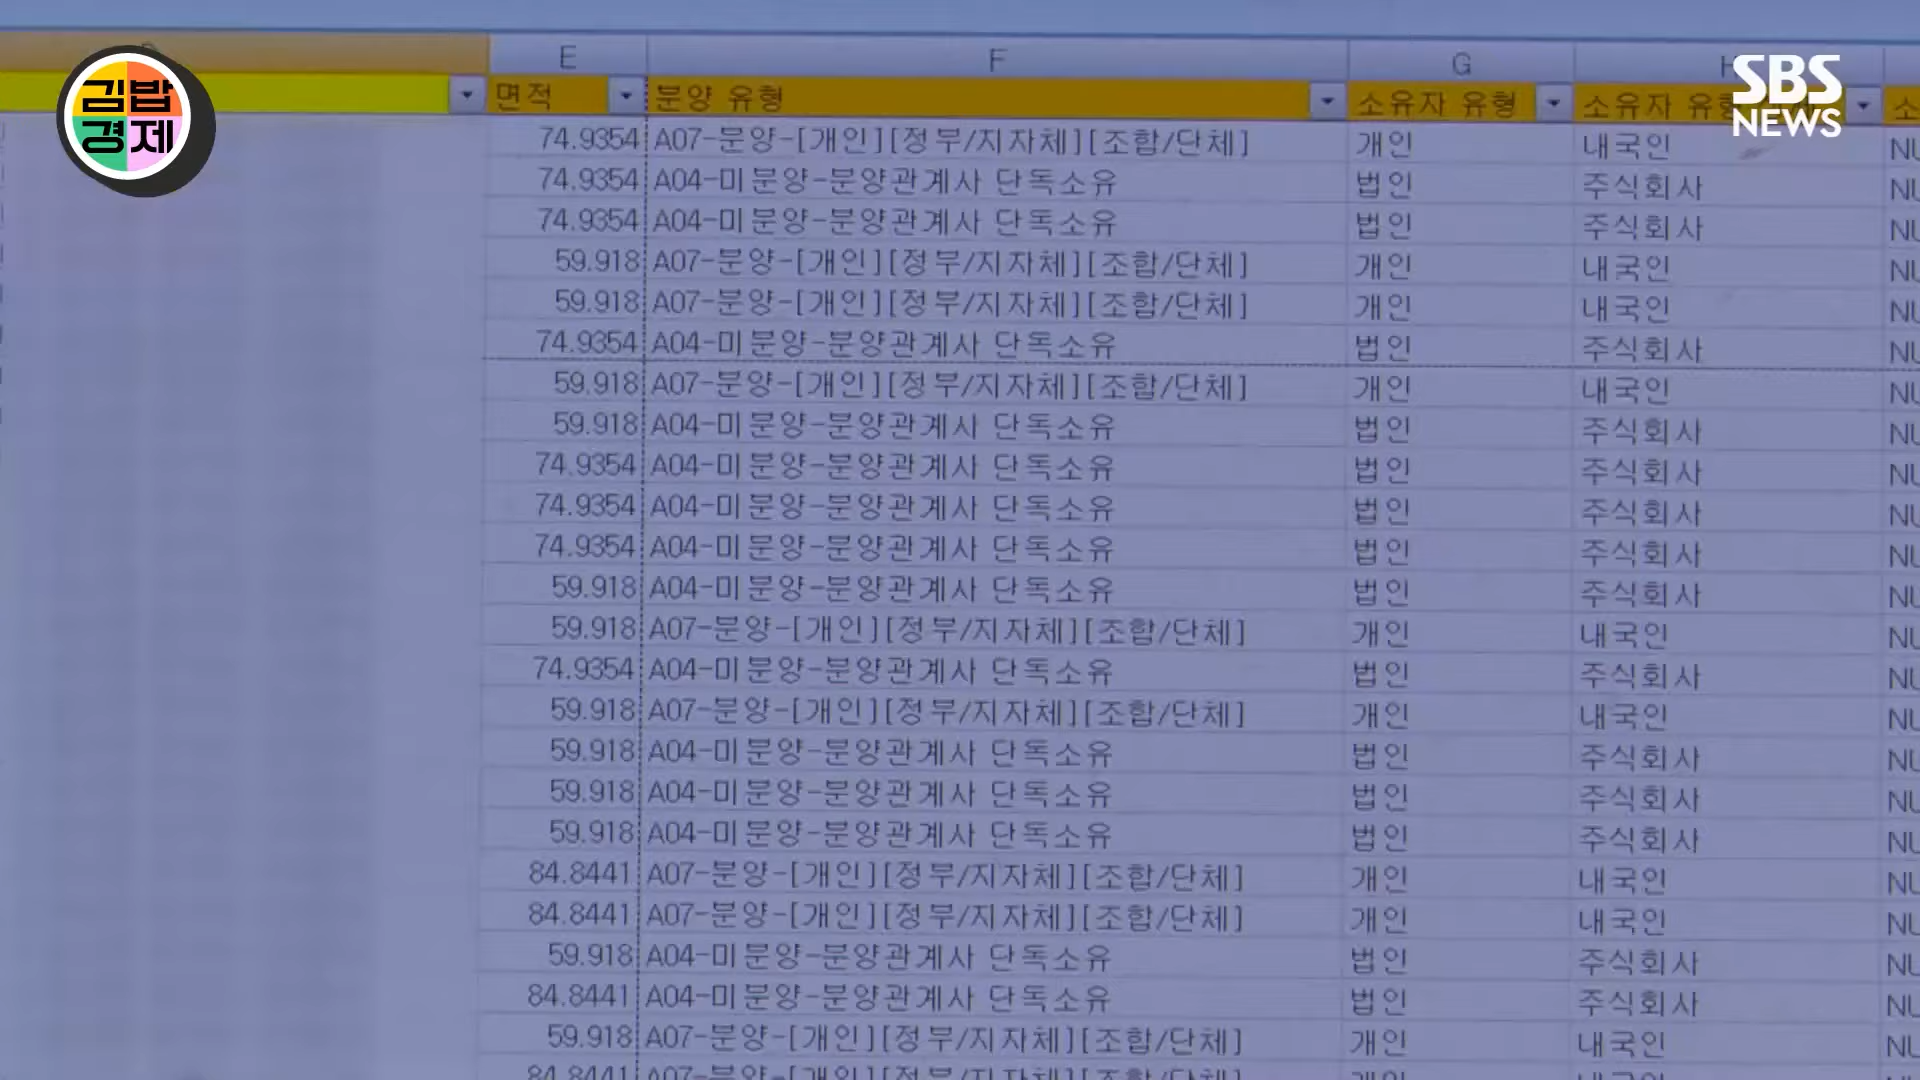 김밥
경제
SBS
NEWS
E F G H
면적 분양 유형 소유자 유형 소유자
74.9354 A07-분양-[개인][정부/지자체][조합/단체] 개인 내국인
74.9354 A04-미분양-분양관계사 단독소유 법인 주식회사
74.9354 A04-미분양-분양관계사 단독소유 법인 주식회사
59.918 A07-분양-[개인][정부/지자체][조합/단체] 개인 내국인
59.918 A07-분양-[개인][정부/지자체][조합/단체] 개인 내국인
74.9354 A04-미분양-분양관계사 단독소유 법인 주식회사
59.918 A07-분양-[개인][정부/지자체][조합/단체] 개인 내국인
59.918 A04-미분양-분양관계사 단독소유 법인 주식회사
74.9354 A04-미분양-분양관계사 단독소유 법인 주식회사
74.9354 A04-미분양-분양관계사 단독소유 법인 주식회사
74.9354 A04-미분양-분양관계사 단독소유 법인 주식회사
59.918 A04-미분양-분양관계사 단독소유 법인 주식회사
59.918 A07-분양-[개인][정부/지자체][조합/단체] 개인 내국인
74.9354 A04-미분양-분양관계사 단독소유 법인 주식회사
59.918 A07-분양-[개인][정부/지자체][조합/단체] 개인 내국인
59.918 A04-미분양-분양관계사 단독소유 법인 주식회사
59.918 A04-미분양-분양관계사 단독소유 법인 주식회사
59.918 A04-미분양-분양관계사 단독소유 법인 주식회사
84.8441 A07-분양-[개인][정부/지자체][조합/단체] 개인 내국인
84.8441 A07-분양-[개인][정부/지자체][조합/단체] 개인 내국인
59.918 A04-미분양-분양관계사 단독소유 법인 주식회사
84.8441 A04-미분양-분양관계사 단독소유 법인 주식회사
59.918 A07-분양-[개인][정부/지자체][조합/단체] 개인 내국인
84.8441 A07-분양-[개인][정부/지자체][조합/단체] 개인 내국인